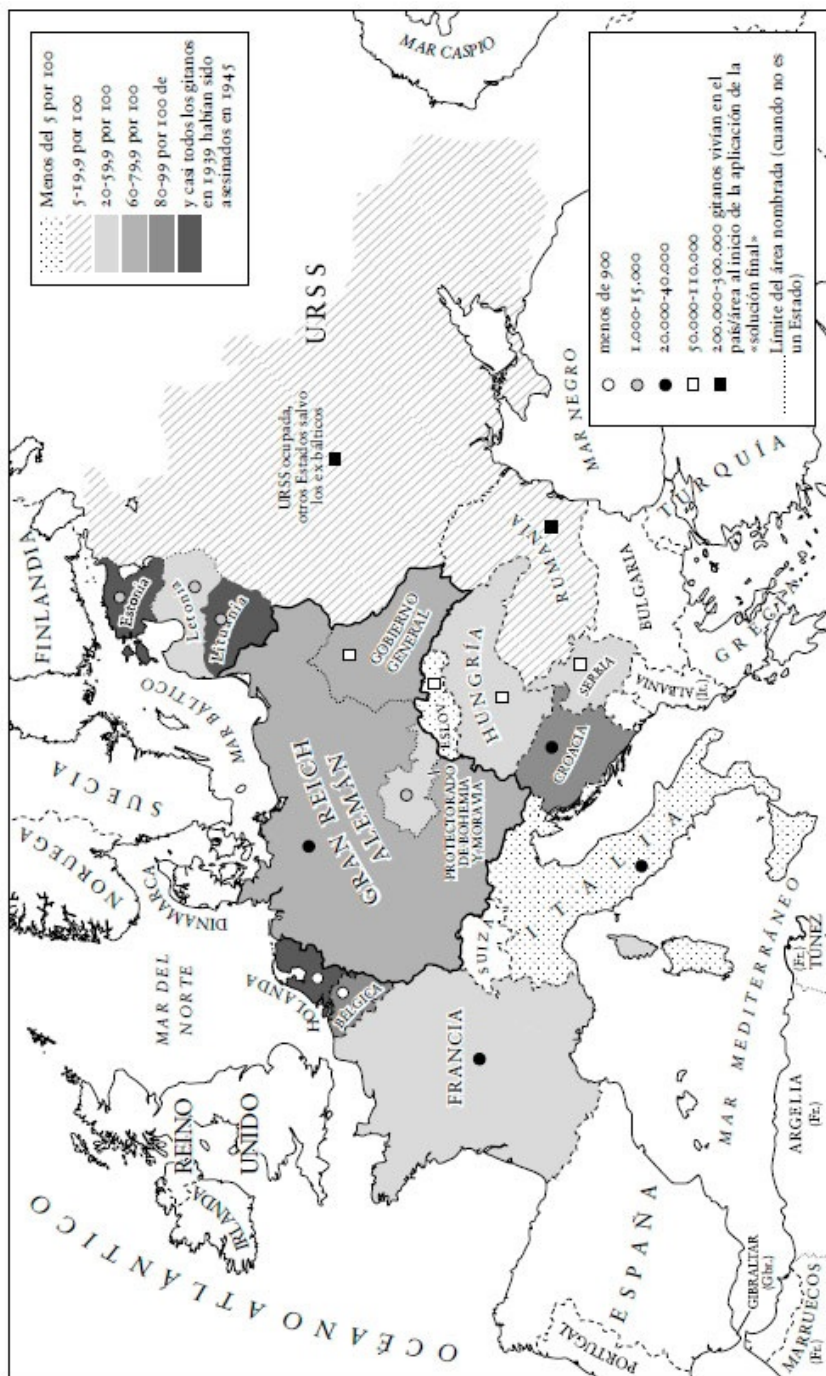 Menos del 5 por 100
5-19,9 por 100
20-59,9 por 100
60-79,9 por 100
80-99 por 100 de
y casi todos los gitanos
en 1939 habían sido
asesinados en 1945
MAR CASPIO
URSS
URSS ocupada,
otros Estados salvo
los ex bálticos
FINLANDIA
Estonia
Letonia
Lituania
MAR BÁLTICO
SUECIA
NORUEGA
DINAMARCA
MAR DEL
NORTE
REINO
UNIDO
IRLANDA
OCÉANO ATLÁNTICO
HOLANDA
BÉLGICA
GRAN REICH
ALEMÁN
GOBIERNO
GENERAL
PROTECTORADO
DE BOHEMIA
Y MORAVIA
ESLOV.
HUNGRÍA
RUMANIA
MAR NEGRO
FRANCIA
SUIZA
ITALIA
CROACIA
SERBIA
BULGARIA
ALBANIA
(It.)
GRECIA
TURQUÍA
ESPAÑA
PORTUGAL
GIBRALTAR
(Gbr.)
MARRUECOS
(Fr.)
ARGELIA
(Fr.)
(Fr.)
TÚNEZ
MAR MEDITERRÁNEO
menos de 900
1.000-15.000
20.000-40.000
50.000-110.000
200.000-300.000 gitanos vivían en el
país/área al inicio de la aplicación de la
«solución final»
Límite del área nombrada (cuando no es
un Estado)